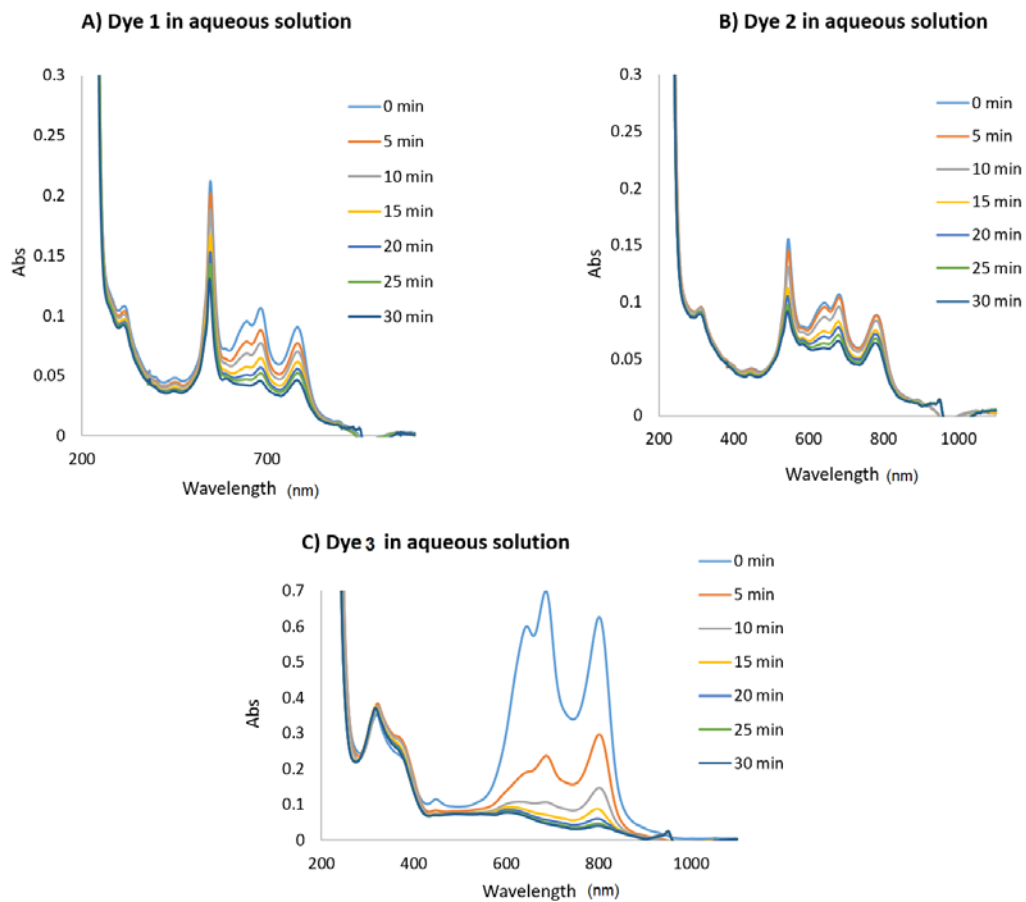 A) Dye 1 in aqueous solution
0.3
0.25
0.2
0.15
0.1
0.05
0
Abs
200
700
Wavelength (nm)
0 min
5 min
10 min
15 min
20 min
25 min
30 min
B) Dye 2 in aqueous solution
0.3
0.25
0.2
0.15
0.1
0.05
0
Abs
200
400
600
800
1000
Wavelength (nm)
0 min
5 min
10 min
15 min
20 min
25 min
30 min
C) Dye 3 in aqueous solution
0.7
0.6
0.5
0.4
0.3
0.2
0.1
0
Abs
200
400
600
800
1000
Wavelength (nm)
0 min
5 min
10 min
15 min
20 min
25 min
30 min